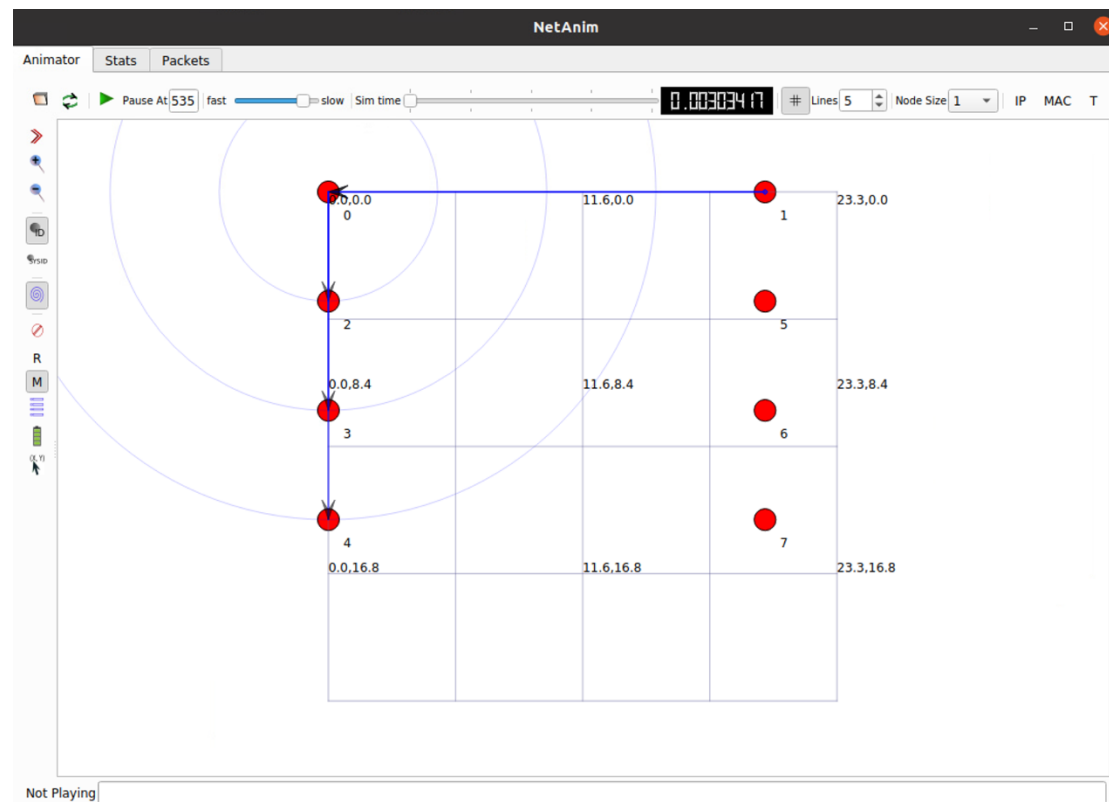 NetAnim
Animator Stats Packets
Pause At 535 fast slow Sim time 0.00303417 # Lines 5 Node Size 1 IP MAC T
ID
SYSID
R
M
(X,Y)
0.0,0.0 11.6,0.0 23.3,0.0
0 1
2 5
0.0,8.4 11.6,8.4 23.3,8.4
3 6
4 7
0.0,16.8 11.6,16.8 23.3,16.8
Not Playing